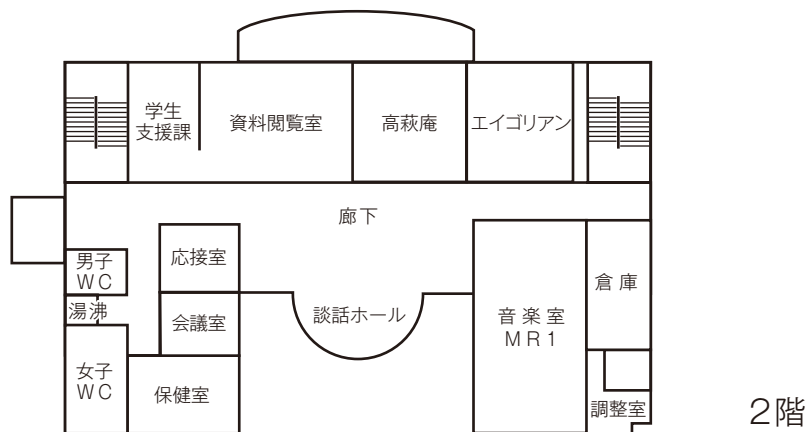 学生
支援課
資料閲覧室
高萩庵
エイゴリアン
廊下
応接室
男子
WC
湯沸
会議室
談話ホール
音楽室
MR1
倉庫
女子
WC
保健室
調整室
2階